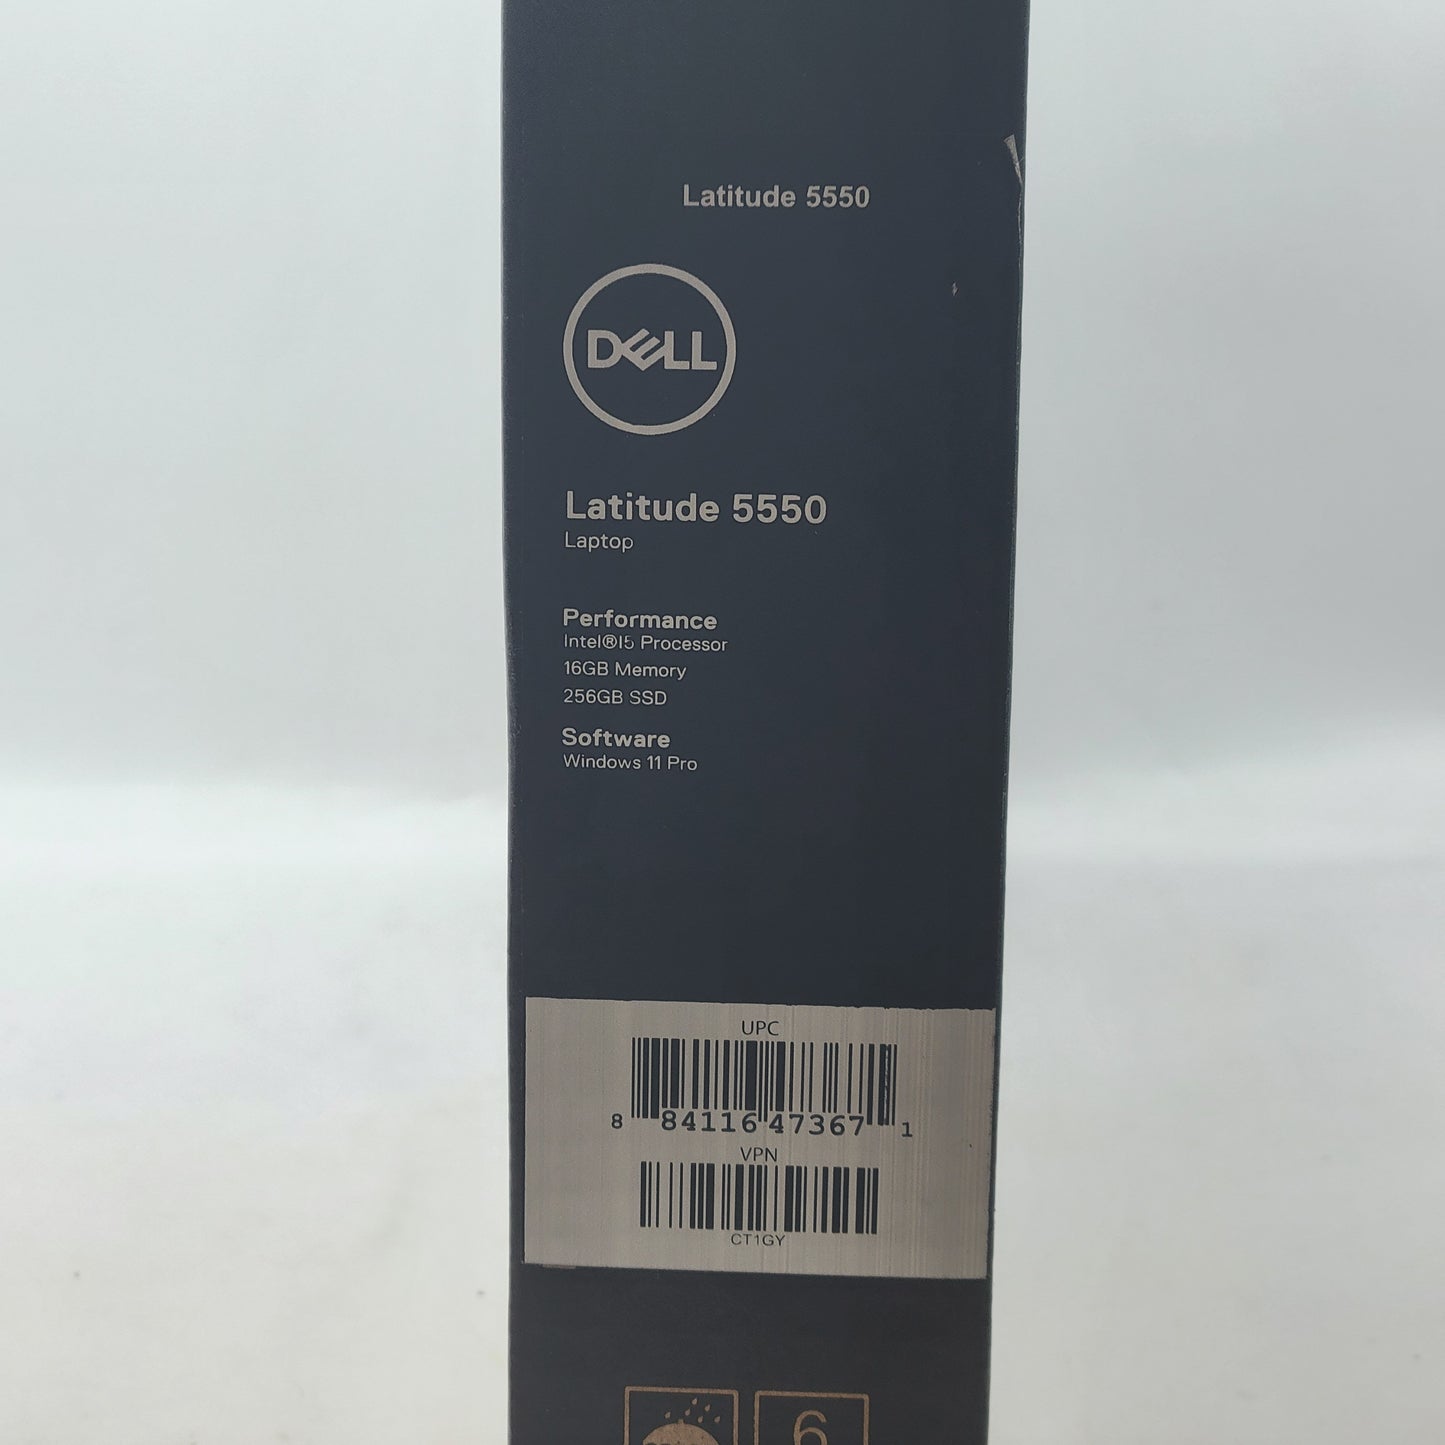 Latitude 5550
DELL
Latitude 5550
Laptop
Performance
Intel®I5 Processor
16GB Memory
256GB SSD
Software
Windows 11 Pro
UPC
8 84116 47367 1
VPN
CT1GY
6